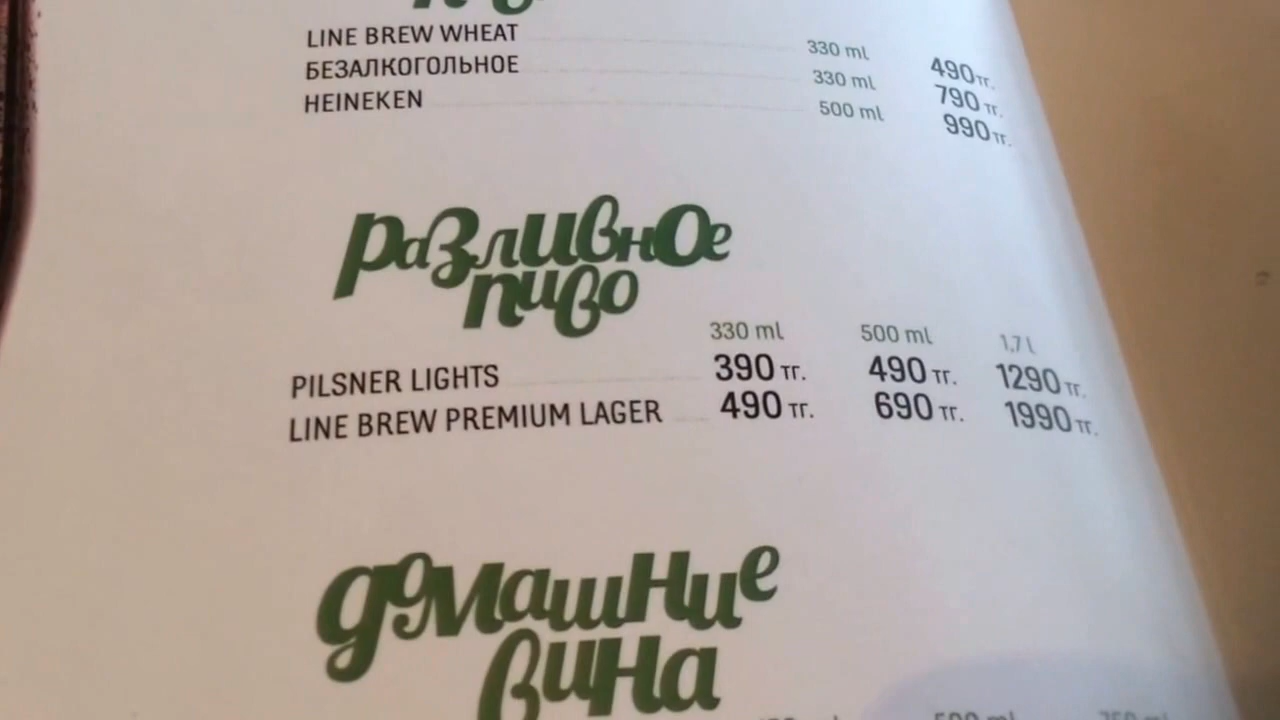 LINE BREW WHEAT 330 ml 490 тг.
БЕЗАЛКОГОЛЬНОЕ 330 ml 790 тг.
HEINEKEN 500 ml 990 тг.
разливное
пиво
330 ml 500 ml 1,7 l
PILSNER LIGHTS 390 тг. 490 тг. 1290 тг.
LINE BREW PREMIUM LAGER 490 тг. 690 тг. 1990 тг.
домашние
вина